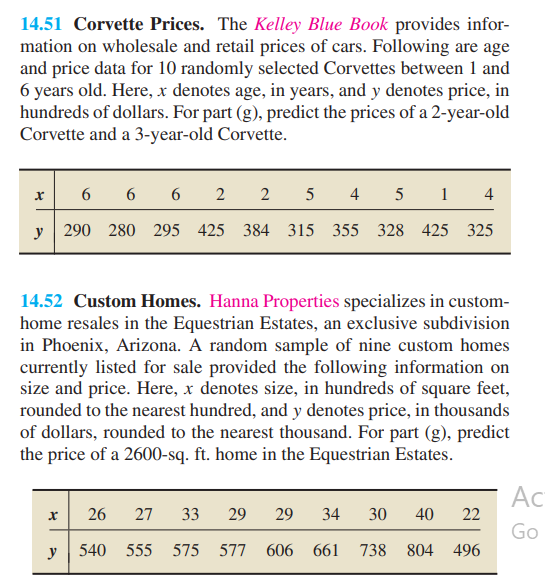 14.51 Corvette Prices. The Kelley Blue Book provides infor-
mation on wholesale and retail prices of cars. Following are age
and price data for 10 randomly selected Corvettes between 1 and
6 years old. Here, x denotes age, in years, and y denotes price, in
hundreds of dollars. For part (g), predict the prices of a 2-year-old
Corvette and a 3-year-old Corvette.
x 6 6 6 2 2 5 4 5 1 4
y 290 280 295 425 384 315 355 328 425 325
14.52 Custom Homes. Hanna Properties specializes in custom-
home resales in the Equestrian Estates, an exclusive subdivision
in Phoenix, Arizona. A random sample of nine custom homes
currently listed for sale provided the following information on
size and price. Here, x denotes size, in hundreds of square feet,
rounded to the nearest hundred, and y denotes price, in thousands
of dollars, rounded to the nearest thousand. For part (g), predict
the price of a 2600-sq. ft. home in the Equestrian Estates.
x 26 27 33 29 29 34 30 40 22
y 540 555 575 577 606 661 738 804 496
Ac
Go